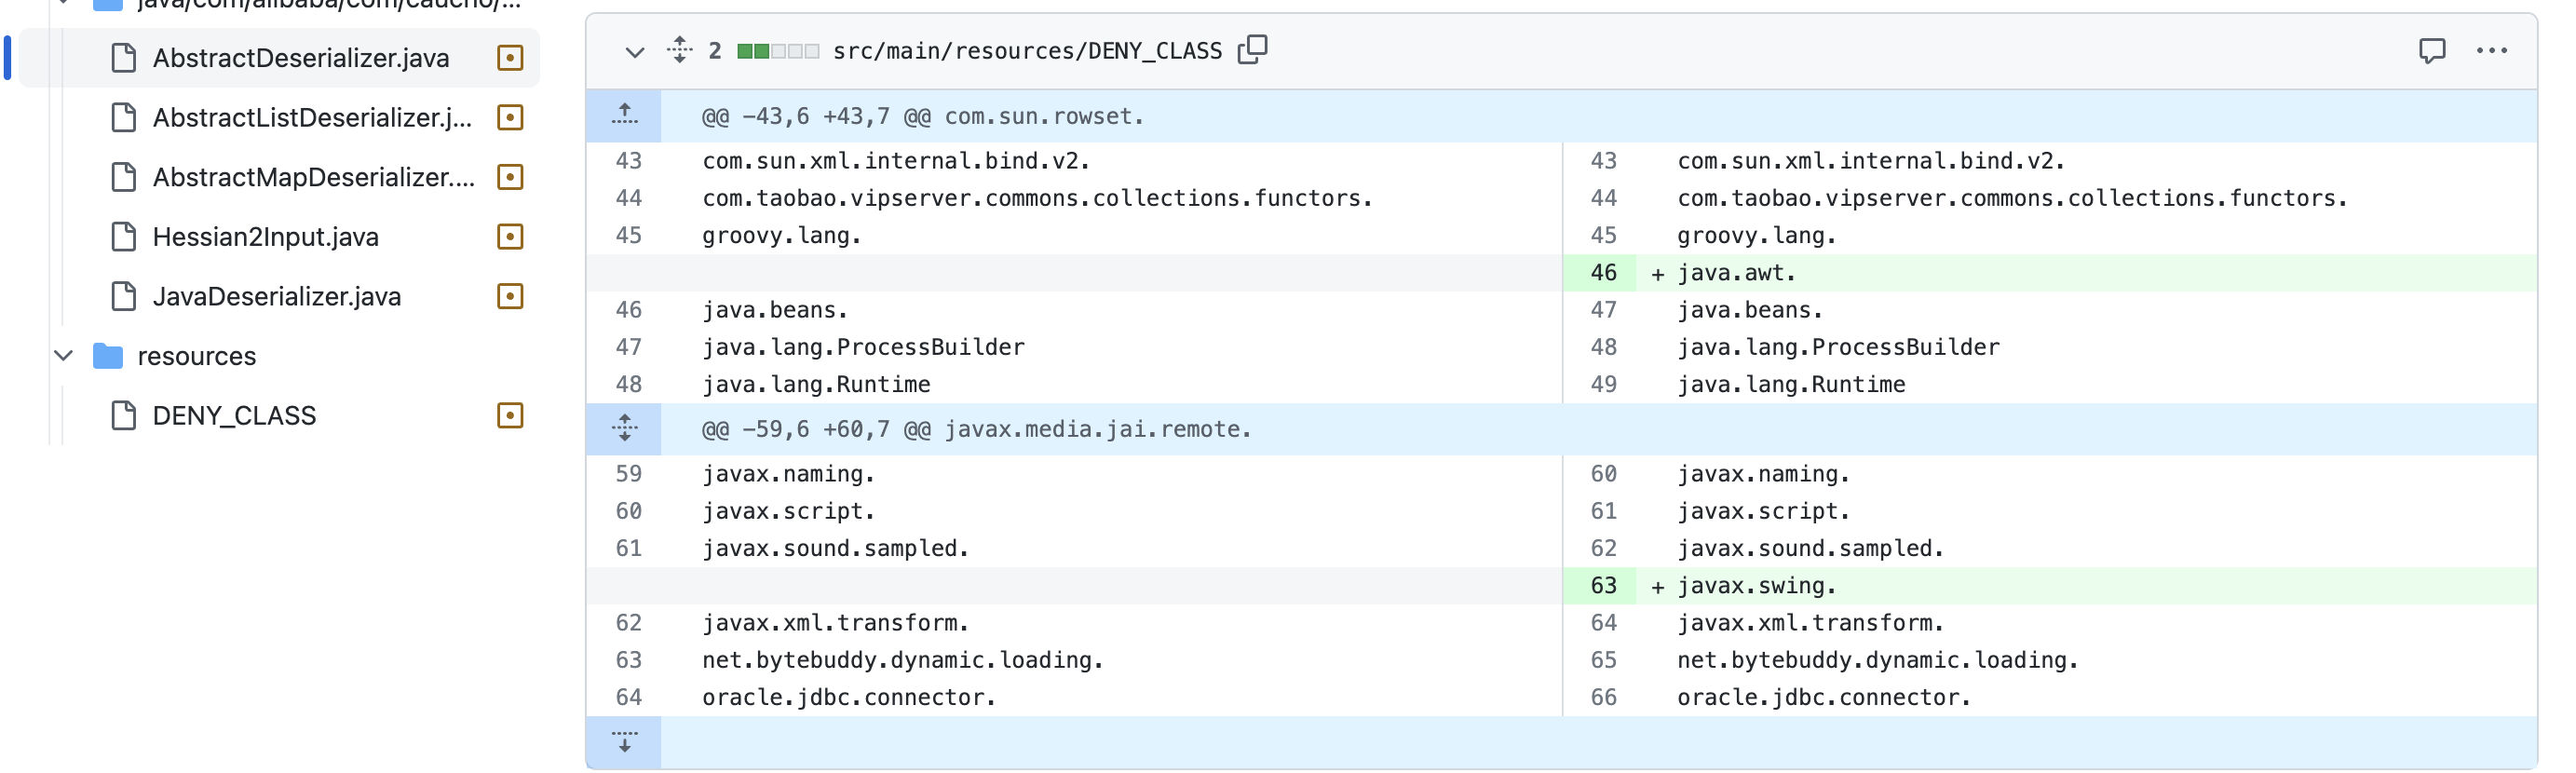 java/com/alibaba/com/caucho/...
AbstractDeserializer.java
AbstractListDeserializer.j...
AbstractMapDeserializer....
Hessian2Input.java
JavaDeserializer.java
resources
DENY_CLASS
2 src/main/resources/DENY_CLASS
@@ -43,6 +43,7 @@ com.sun.rowset.
43 com.sun.xml.internal.bind.v2. 43 com.sun.xml.internal.bind.v2.
44 com.taobao.vipserver.commons.collections.functors. 44 com.taobao.vipserver.commons.collections.functors.
45 groovy.lang. 45 groovy.lang.
46 + java.awt.
46 java.beans. 47 java.beans.
47 java.lang.ProcessBuilder 48 java.lang.ProcessBuilder
48 java.lang.Runtime 49 java.lang.Runtime
@@ -59,6 +60,7 @@ javax.media.jai.remote.
59 javax.naming. 60 javax.naming.
60 javax.script. 61 javax.script.
61 javax.sound.sampled. 62 javax.sound.sampled.
63 + javax.swing.
62 javax.xml.transform. 64 javax.xml.transform.
63 net.bytebuddy.dynamic.loading. 65 net.bytebuddy.dynamic.loading.
64 oracle.jdbc.connector. 66 oracle.jdbc.connector.